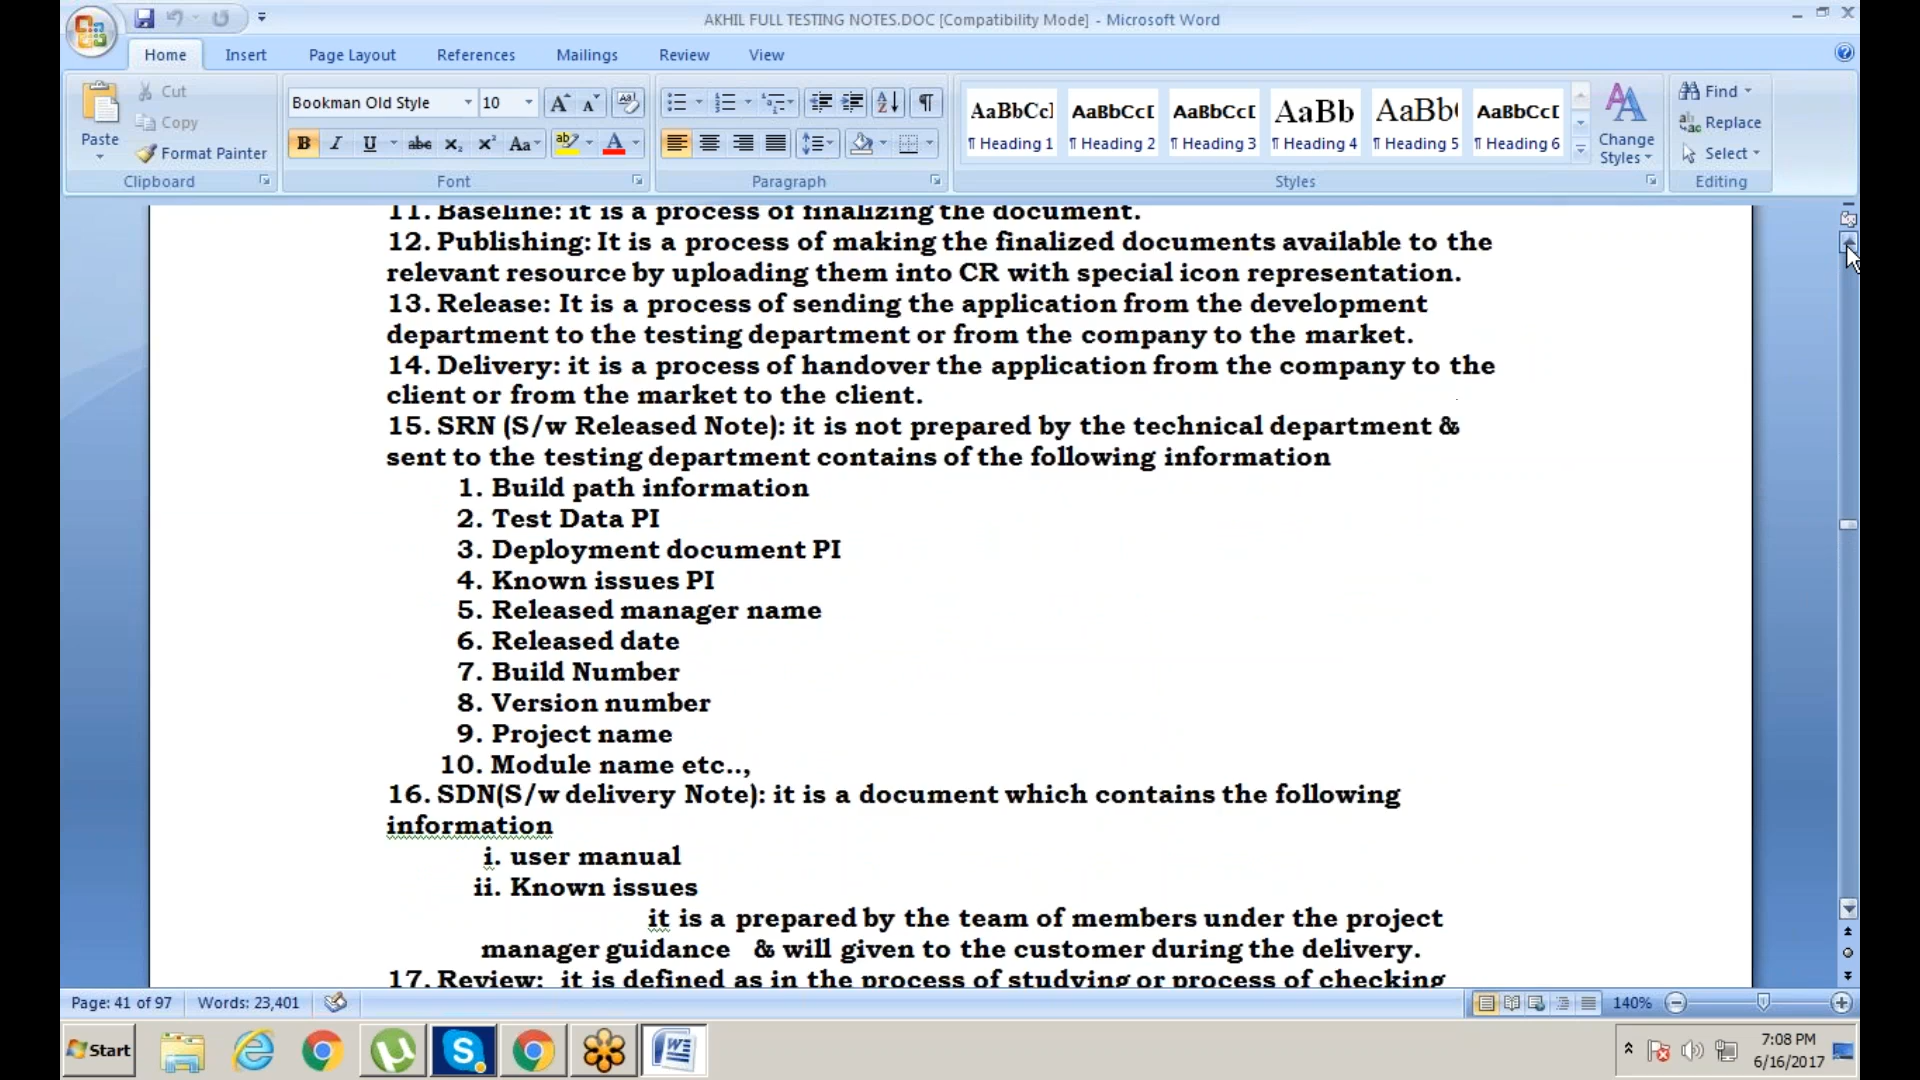 AKHIL FULL TESTING NOTES.DOC [Compatibility Mode] - Microsoft Word
Home Insert Page Layout References Mailings Review View
Paste
Cut
Copy
Format Painter
Clipboard
Bookman Old Style 10
B I U abc X₂ X² Aa ab A
Font
Paragraph
AaBbCcI AaBbCcI AaBbCcI AaBb AaBb( AaBbCcI
¶ Heading 1 ¶ Heading 2 ¶ Heading 3 ¶ Heading 4 ¶ Heading 5 ¶ Heading 6
Change Styles
Styles
Find
Replace
Select
Editing
11. Baseline: it is a process of finalizing the document.
12. Publishing: It is a process of making the finalized documents available to the
relevant resource by uploading them into CR with special icon representation.
13. Release: It is a process of sending the application from the development
department to the testing department or from the company to the market.
14. Delivery: it is a process of handover the application from the company to the
client or from the market to the client.
15. SRN (S/w Released Note): it is not prepared by the technical department &
sent to the testing department contains of the following information
1. Build path information
2. Test Data PI
3. Deployment document PI
4. Known issues PI
5. Released manager name
6. Released date
7. Build Number
8. Version number
9. Project name
10. Module name etc..,
16. SDN(S/w delivery Note): it is a document which contains the following
information
i. user manual
ii. Known issues
it is a prepared by the team of members under the project
manager guidance & will given to the customer during the delivery.
17. Review: it is defined as in the process of studying or process of checking
Page: 41 of 97 Words: 23,401 140%
Start 7:08 PM
6/16/2017